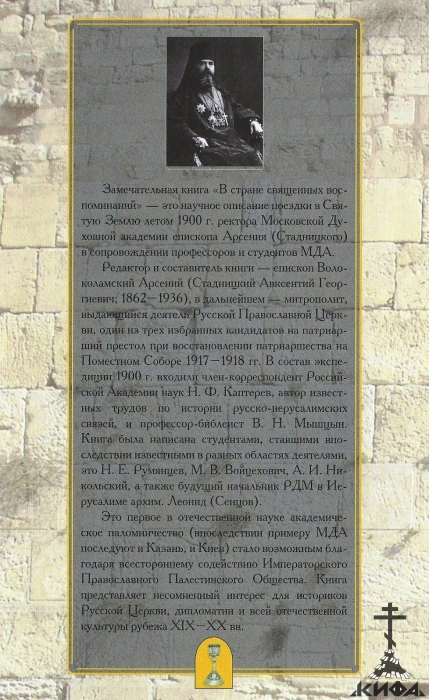 Замечательная книга «В стране священных вос-
поминаний» — это научное описание поездки в Свя-
тую Землю летом 1900 г. ректора Московской Ду-
ховной академии епископа Арсения (Стадницкого)
в сопровождении профессоров и студентов МДА.
Редактор и составитель книги — епископ Воло-
коламский Арсений (Стадницкий Авксентий Геор-
гиевич; 1862–1936), в дальнейшем — митрополит,
выдающийся деятель Русской Православной Церк-
ви, один из трех избранных кандидатов на патриар-
ший престол при восстановлении патриаршества на
Поместном Соборе 1917–1918 гг. В состав экспе-
диции 1900 г. входили член-корреспондент Россий-
ской Академии наук Н. Ф. Каптерев, автор извест-
ных трудов по истории русско-иерусалимских
связей, и профессор-библеист В. Н. Мышцын.
Книга была написана студентами, ставшими впо-
следствии известными в разных областях деятелями,
это Н. Е. Румянцев, М. В. Войцехович, А. И. Ни-
кольский, а также будущий начальник РДМ в Ие-
русалиме архим. Леонид (Сенцов).
Это первое в отечественной науке академиче-
ское паломничество (впоследствии примеру МДА
последуют и Казань, и Киев) стало возможным бла-
годаря всестороннему содействию Императорского
Православного Палестинского Общества. Книга
представляет несомненный интерес для историков
Русской Церкви, дипломатии и всей отечественной
культуры рубежа XIX–XX вв.
КИФА